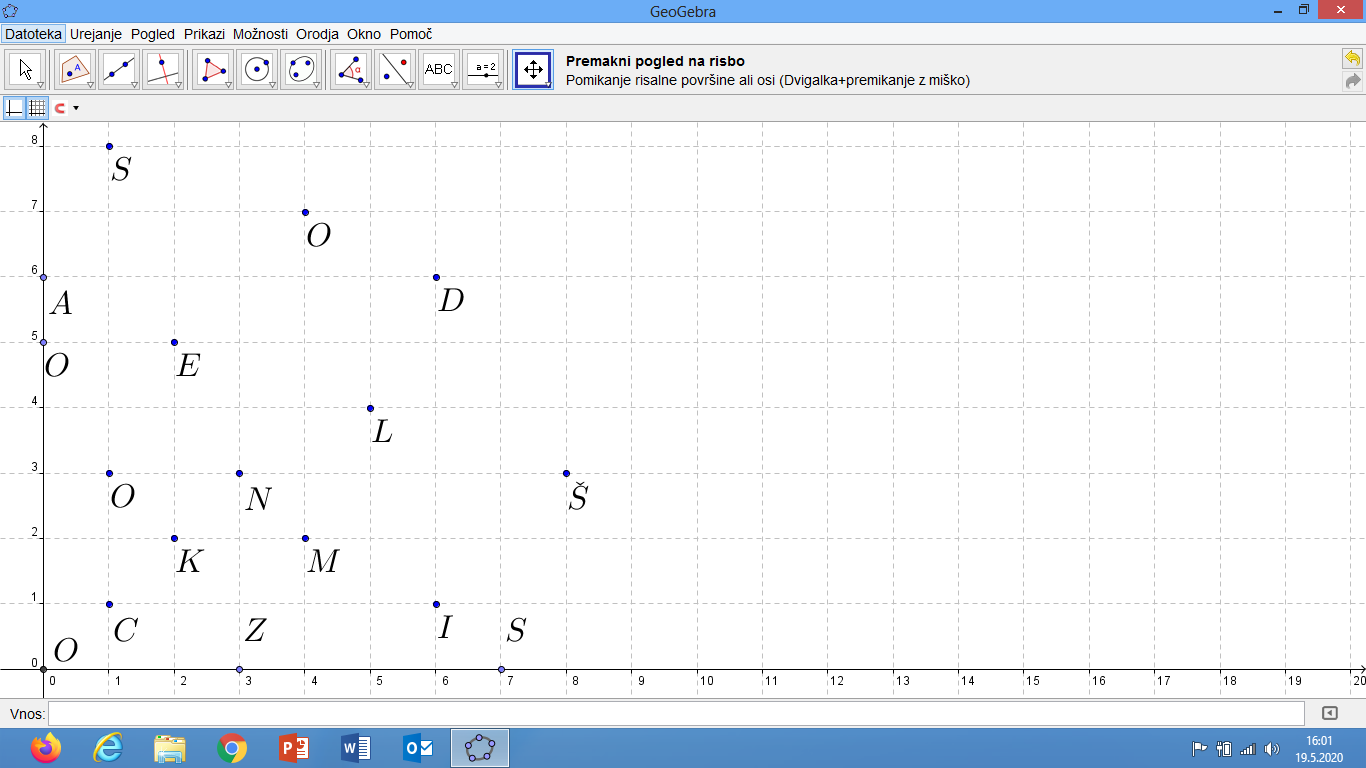 GeoGebra
Datoteka Urejanje Pogled Prikazi Možnosti Orodja Okno Pomoč
A α ABC a = 2
Premakni pogled na risbo
Pomikanje risalne površine ali osi (Dvigalka+premikanje z miško)
8
S
7
O
6
A D
5
O E
4
L
3
O N Š
2
K M
1
C Z I S
O
0
0 1 2 3 4 5 6 7 8 9 10 11 12 13 14 15 16 17 18 19 20
Vnos:
16:01
19.5.2020